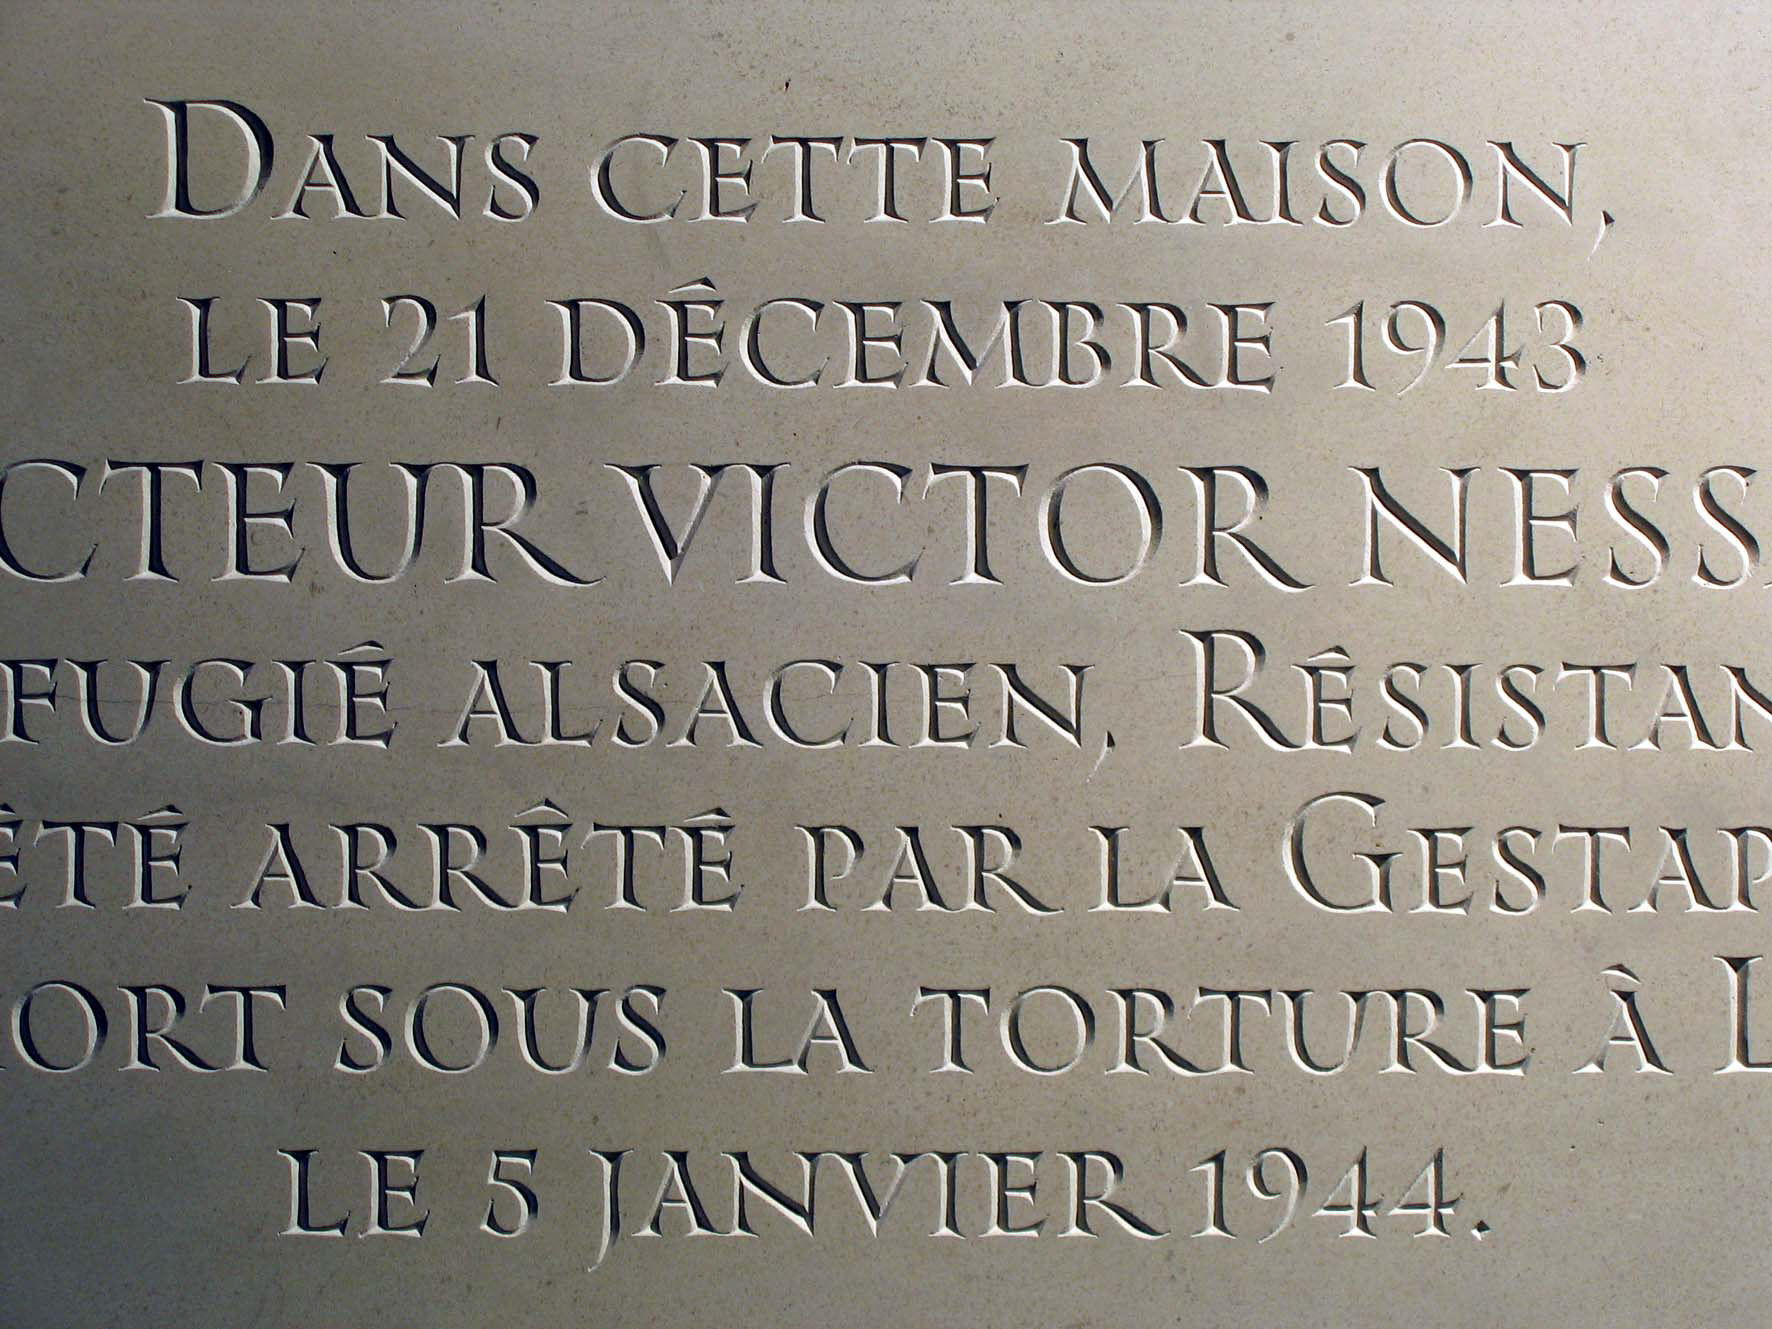 Dans cette maison,
le 21 décembre 1943
cteur Victor Ness
fugié alsacien, Résistan
été arrêté par la Gestap
ort sous la torture à L
le 5 janvier 1944.